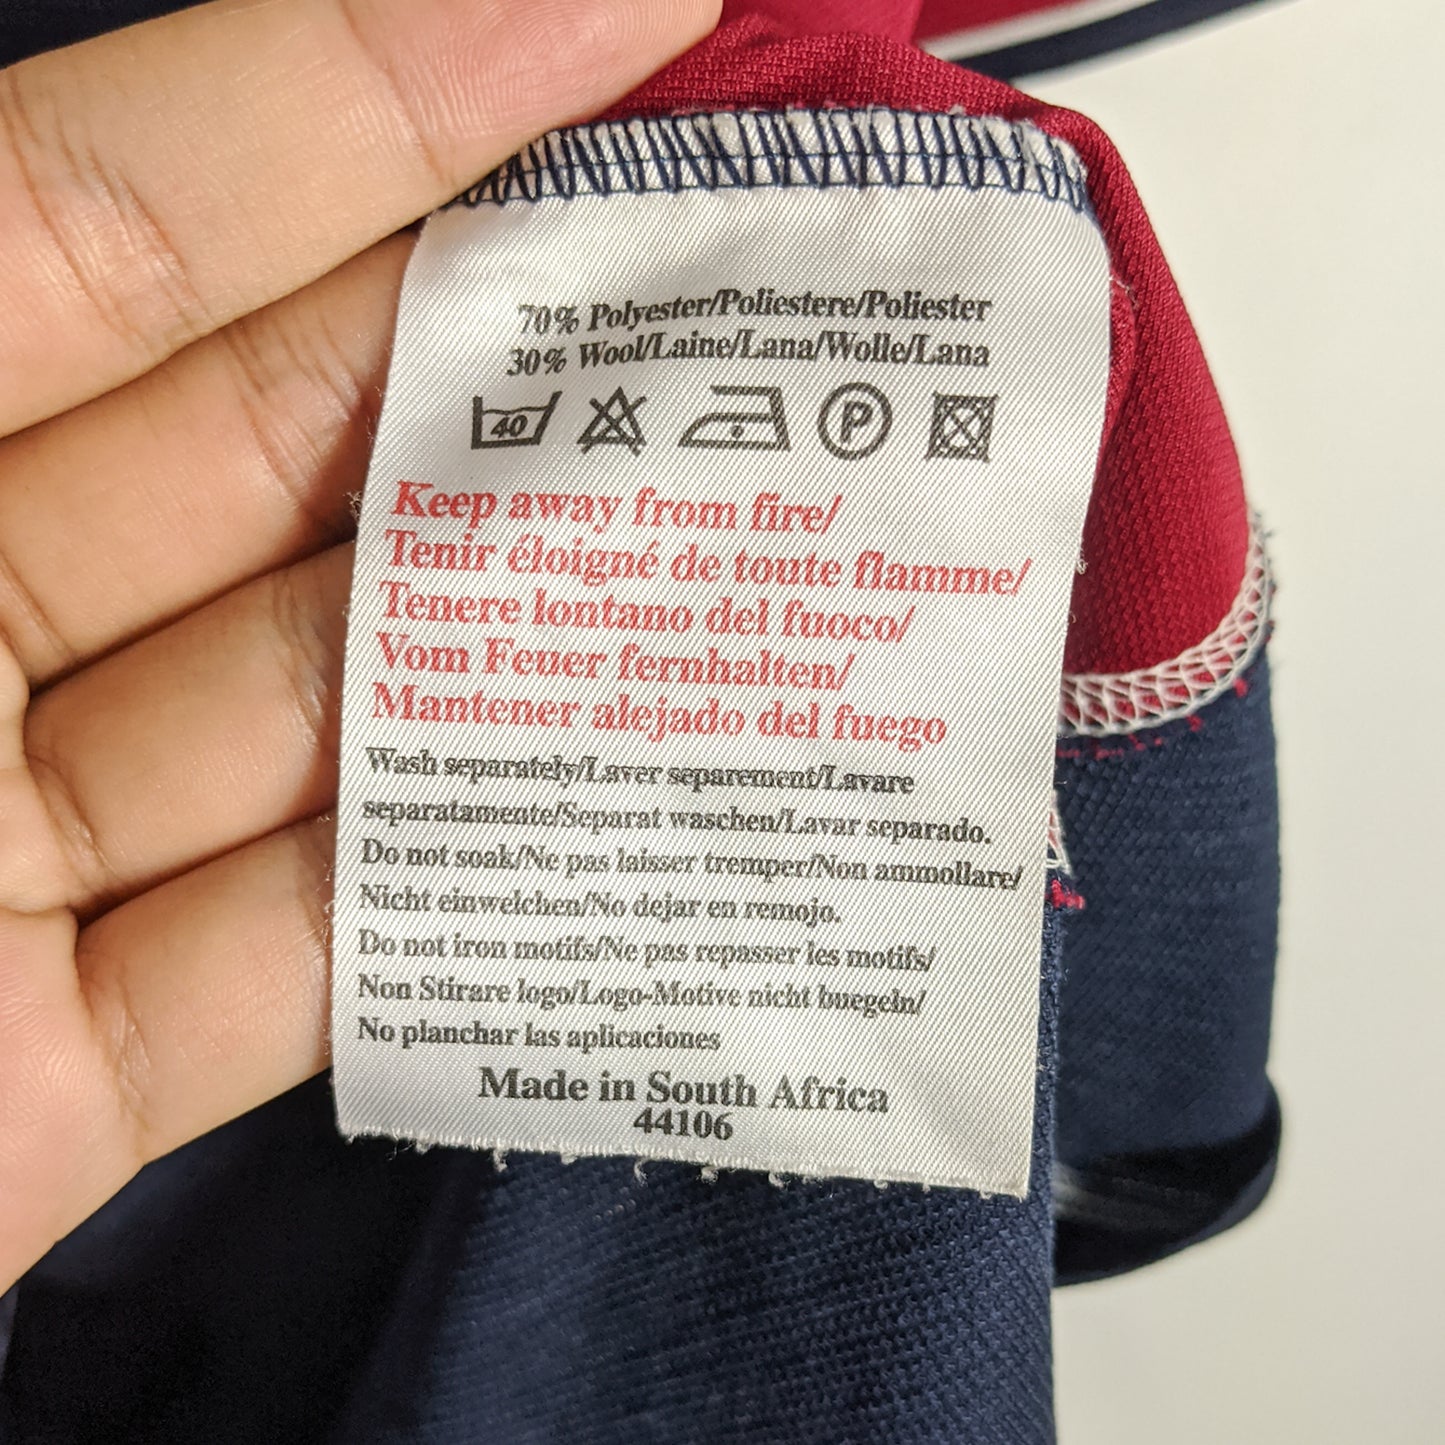 70% Polyester/Poliestere/Poliester
30% Wool/Laine/Lana/Wolle/Lana
40
P
Keep away from fire/
Tenir éloigné de toute flamme/
Tenere lontano del fuoco/
Vom Feuer fernhalten/
Mantener alejado del fuego
Wash separately/Laver separement/Lavare
separatamente/Separat waschen/Lavar separado.
Do not soak/Ne pas laisser tremper/Non ammollare/
Nicht einweichen/No dejar en remojo.
Do not iron motifs/Ne pas repasser les motifs/
Non Stirare logo/Logo-Motive nicht buegeln/
No planchar las aplicaciones
Made in South Africa
44106